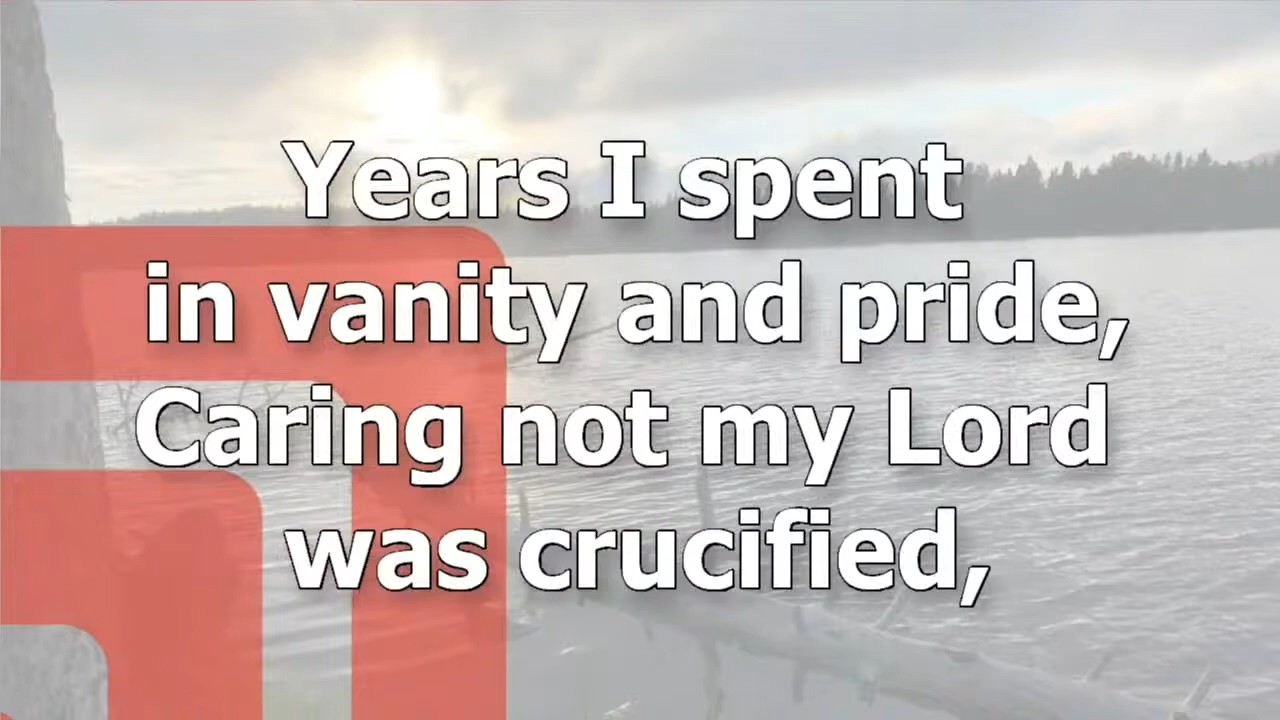 Years I spent
in vanity and pride,
Caring not my Lord
was crucified,